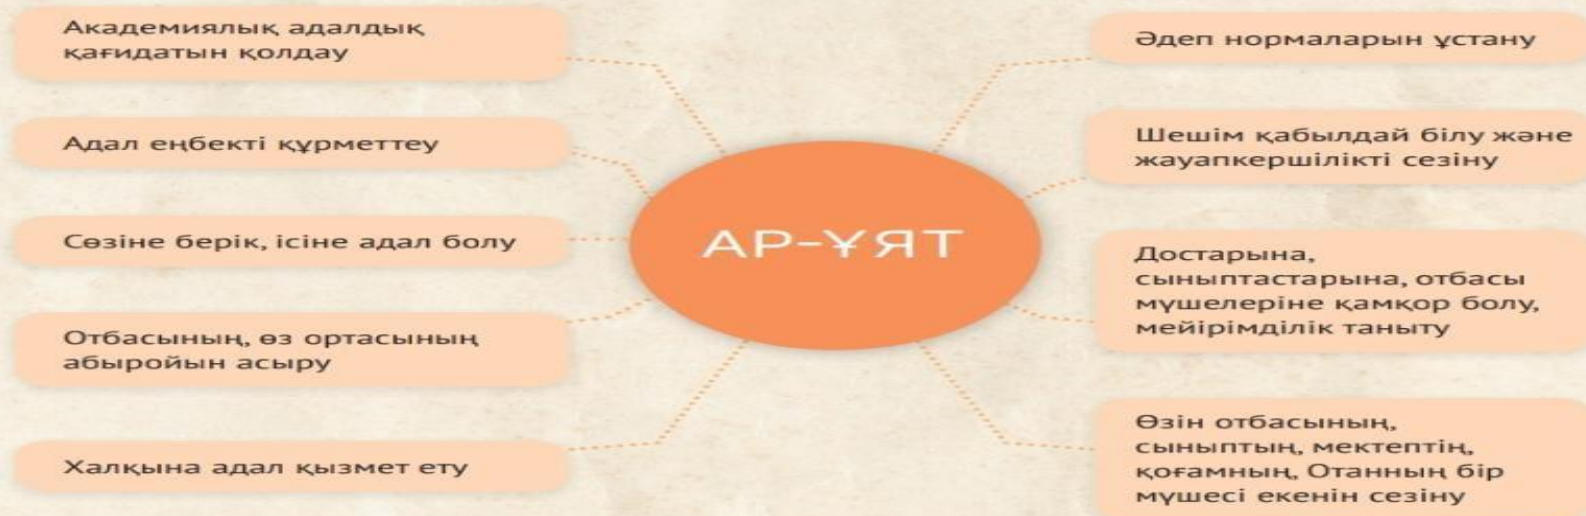 Академиялық адалдық
қағидатын қолдау
Адал еңбекті құрметтеу
Сөзіне берік, ісіне адал болу
Отбасының, өз ортасының
абыройын асыру
Халқына адал қызмет ету
АР-ҰЯТ
Әдеп нормаларын ұстану
Шешім қабылдай білу және
жауапкершілікті сезіну
Достарына,
сыныптастарына, отбасы
мүшелеріне қамқор болу,
мейірімділік таныту
Өзін отбасының,
сыныптың, мектептің,
қоғамның, Отанның бір
мүшесі екенін сезіну